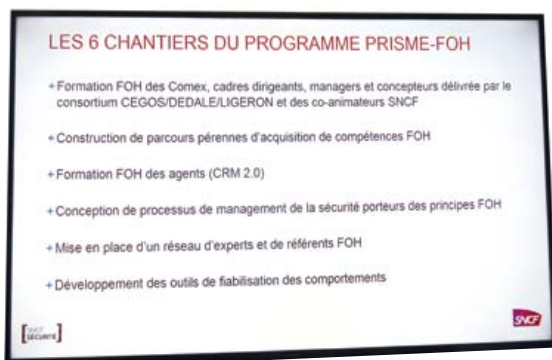 LES 6 CHANTIERS DU PROGRAMME PRISME-FOH
+ Formation FOH des Comex, cadres dirigeants, managers et concepteurs délivrée par le
consortium CEGOS/DEDALE/LIGERON et des co-animateurs SNCF
+ Construction de parcours pérennes d'acquisition de compétences FOH
+ Formation FOH des agents (CRM 2.0)
+ Conception de processus de management de la sécurité porteurs des principes FOH
+ Mise en place d'un réseau d'experts et de référents FOH
+ Développement des outils de fiabilisation des comportements
[SNCF
SÉCURITÉ]
SNCF